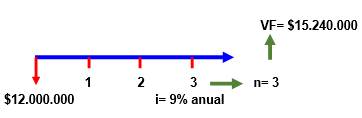 VF= $15.240.000
1 2 3 n= 3
$12.000.000 i= 9% anual